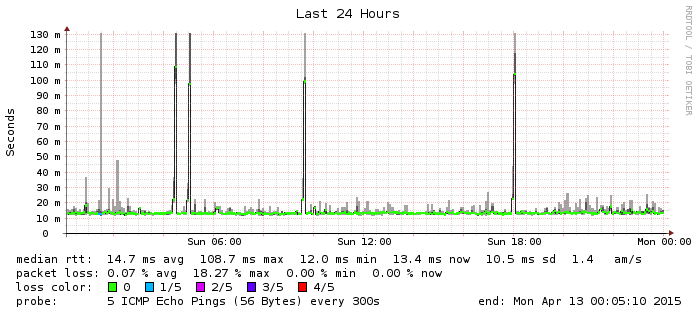 Last 24 Hours
RRDTOOL / TOBI OETIKER
Seconds
130 m
120 m
110 m
100 m
90 m
80 m
70 m
60 m
50 m
40 m
30 m
20 m
10 m
0
Sun 06:00 Sun 12:00 Sun 18:00 Mon 00:00
median rtt: 14.7 ms avg 108.7 ms max 12.0 ms min 13.4 ms now 10.5 ms sd 1.4 am/s
packet loss: 0.07 % avg 18.27 % max 0.00 % min 0.00 % now
loss color: 0 1/5 2/5 3/5 4/5
probe: 5 ICMP Echo Pings (56 Bytes) every 300s end: Mon Apr 13 00:05:10 2015